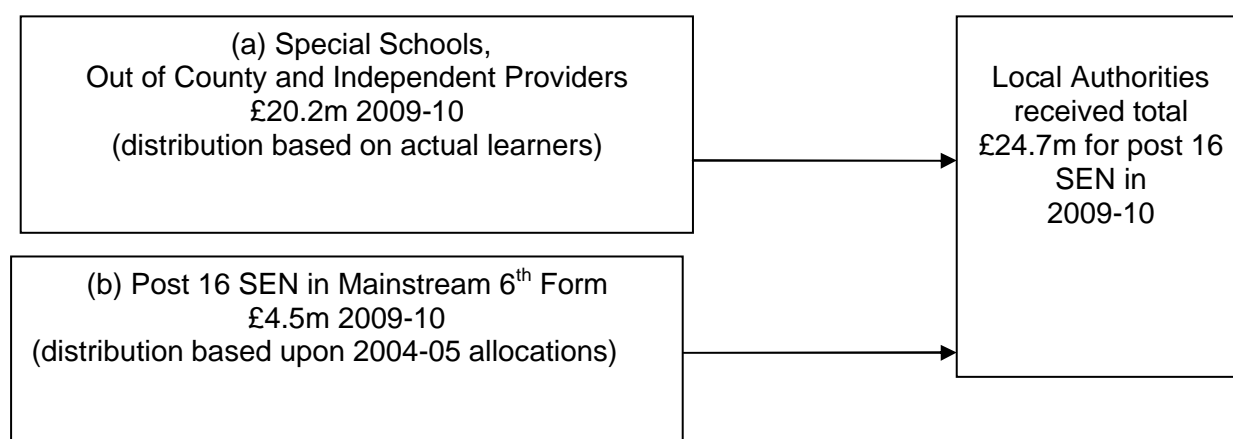 (a) Special Schools,
Out of County and Independent Providers
£20.2m 2009-10
(distribution based on actual learners)
Local Authorities
received total
£24.7m for post 16
SEN in
2009-10
(b) Post 16 SEN in Mainstream 6th Form
£4.5m 2009-10
(distribution based upon 2004-05 allocations)